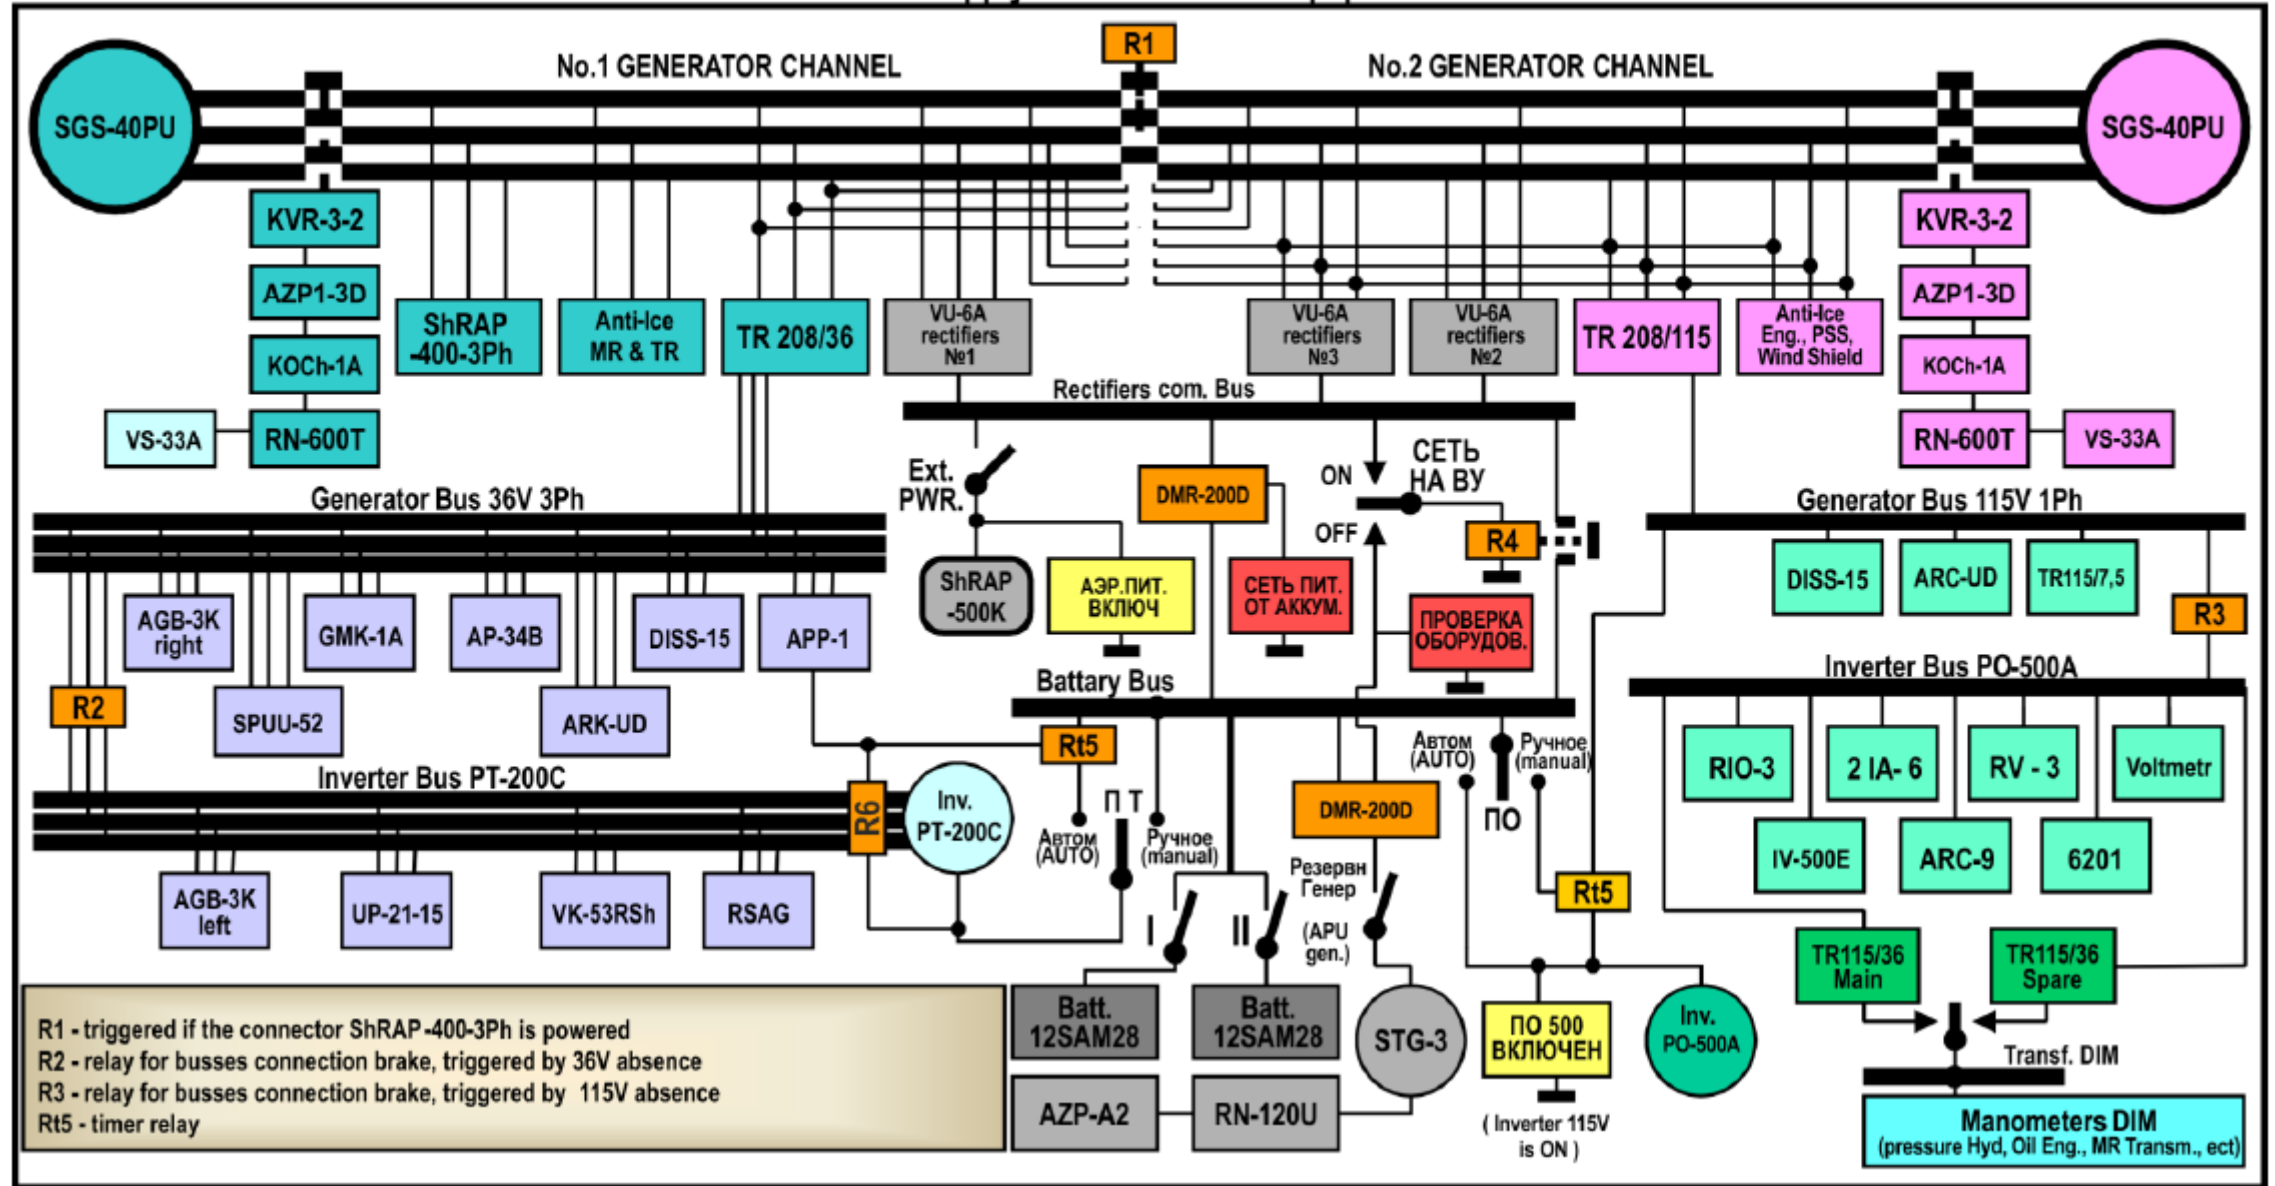 R1
No.1 GENERATOR CHANNEL
No.2 GENERATOR CHANNEL
SGS-40PU
SGS-40PU
KVR-3-2
AZP1-3D
KOCh-1A
RN-600T
VS-33A
ShRAP
-400-3Ph
Anti-Ice
MR & TR
TR 208/36
VU-6A
rectifiers
№1
VU-6A
rectifiers
№3
VU-6A
rectifiers
№2
TR 208/115
Anti-Ice
Eng., PSS,
Wind Shield
KVR-3-2
AZP1-3D
KOCh-1A
RN-600T
VS-33A
Rectifiers com. Bus
Ext.
PWR.
DMR-200D
ON
OFF
СЕТЬ
НА ВУ
R4
ShRAP
-500K
АЭР.ПИТ.
ВКЛЮЧ
СЕТЬ ПИТ.
ОТ АККУМ.
ПРОВЕРКА
ОБОРУДОВ.
Generator Bus 36V 3Ph
AGB-3K
right
GMK-1A
AP-34B
DISS-15
APP-1
R2
SPUU-52
ARK-UD
Generator Bus 115V 1Ph
DISS-15
ARC-UD
TR115/7,5
R3
Inverter Bus PO-500A
RIO-3
2 IA- 6
RV - 3
Voltmetr
IV-500E
ARC-9
6201
Battary Bus
Rt5
Inverter Bus PT-200C
R6
Inv.
PT-200C
П Т
Автом
(AUTO)
Ручное
(manual)
DMR-200D
Автом
(AUTO)
Ручное
(manual)
ПО
Rt5
AGB-3K
left
UP-21-15
VK-53RSh
RSAG
I
II
Резервн
Генер
(APU
gen.)
Batt.
12SAM28
Batt.
12SAM28
STG-3
AZP-A2
RN-120U
ПО 500
ВКЛЮЧЕН
( Inverter 115V
is ON )
Inv.
PO-500A
TR115/36
Main
TR115/36
Spare
Transf. DIM
Manometers DIM
(pressure Hyd, Oil Eng., MR Transm., ect)
R1 - triggered if the connector ShRAP-400-3Ph is powered
R2 - relay for busses connection brake, triggered by 36V absence
R3 - relay for busses connection brake, triggered by 115V absence
Rt5 - timer relay